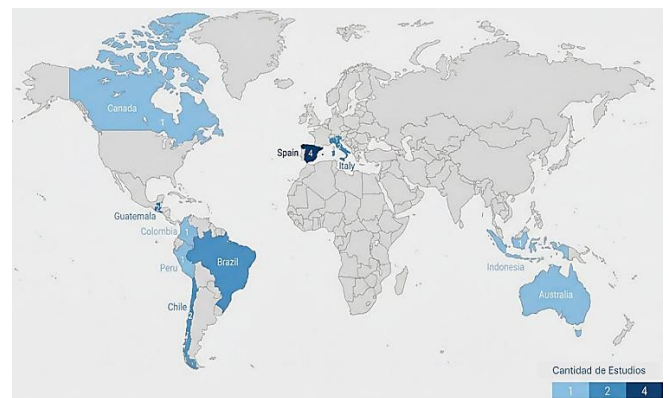 Canada
1
Spain
4
Italy
Guatemala
Colombia
1
Peru
Brazil
Chile
2
Indonesia
Australia
Cantidad de Estudios
1 2 4